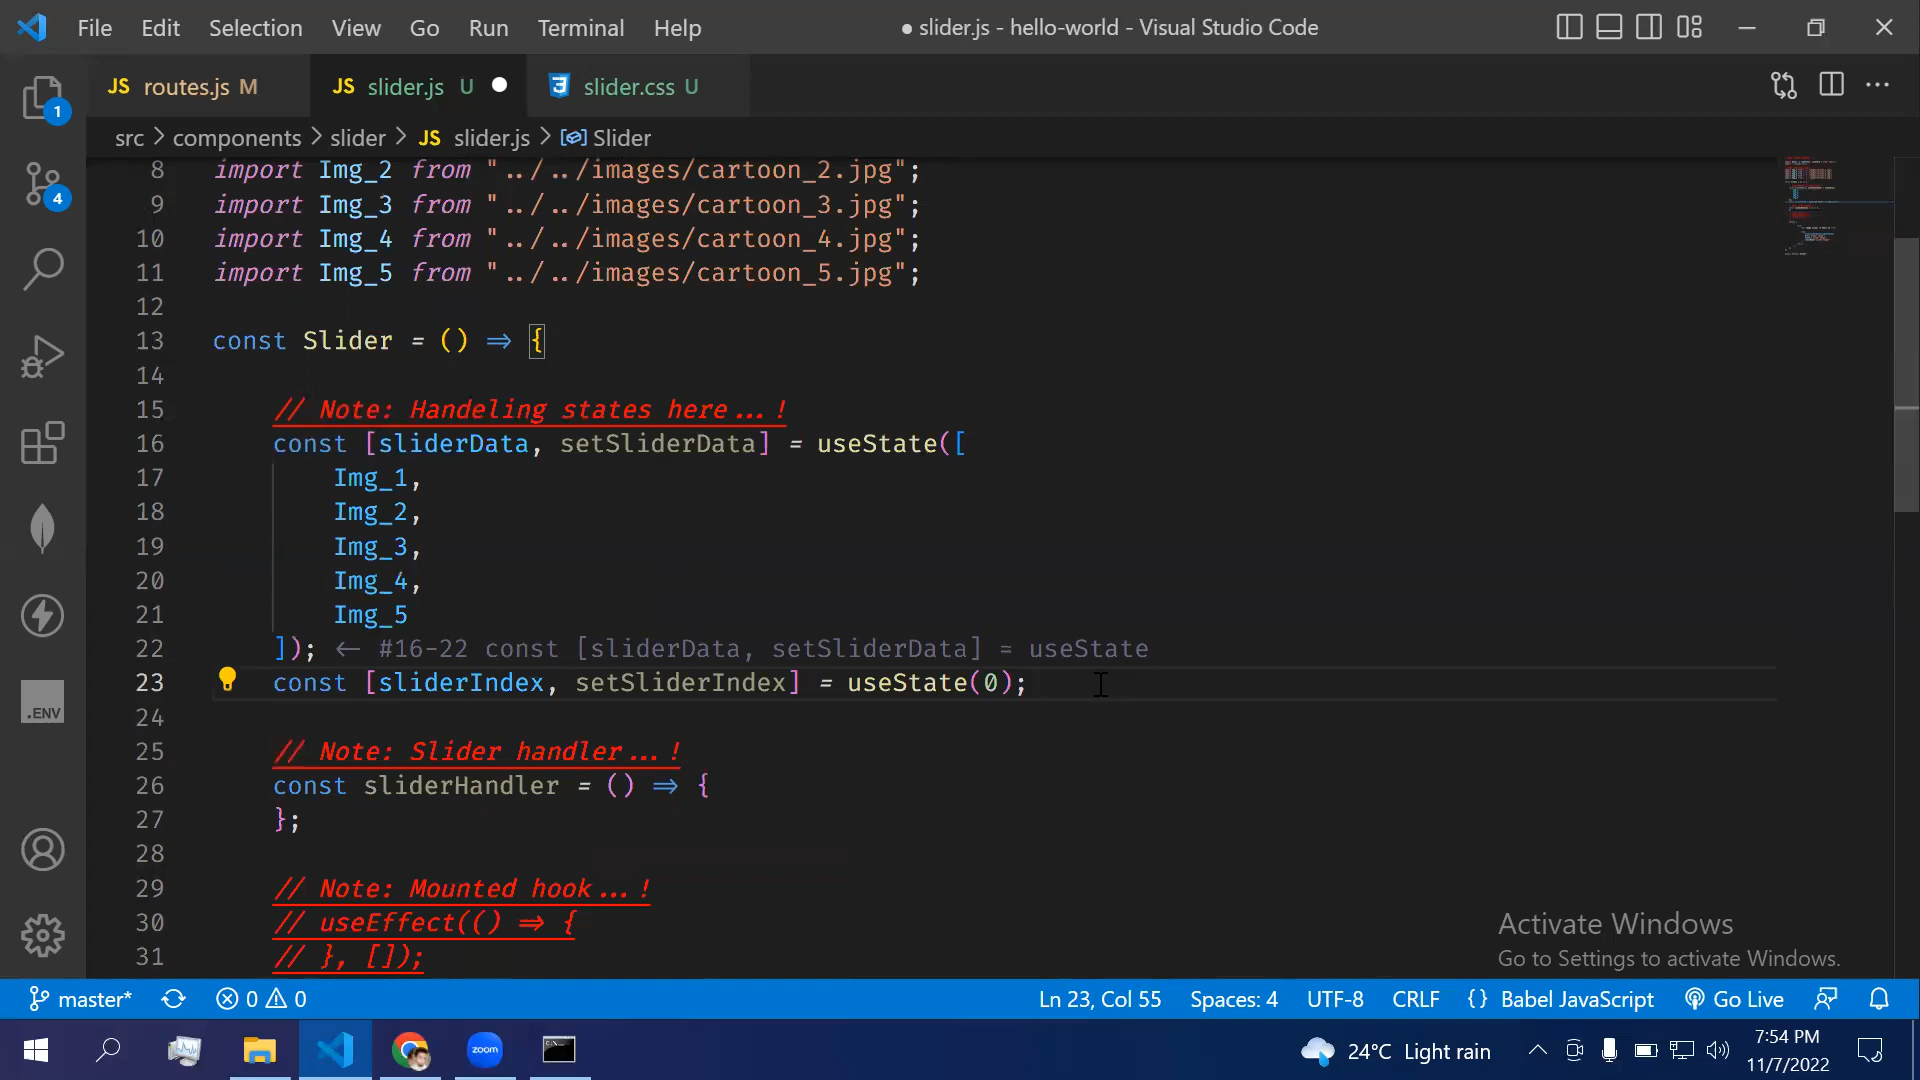 File Edit Selection View Go Run Terminal Help
● slider.js - hello-world - Visual Studio Code
JS routes.js M
JS slider.js U
slider.css U
src > components > slider > JS slider.js > Slider
8 import Img_2 from "../../images/cartoon_2.jpg";
9 import Img_3 from "../../images/cartoon_3.jpg";
10 import Img_4 from "../../images/cartoon_4.jpg";
11 import Img_5 from "../../images/cartoon_5.jpg";
12
13 const Slider = () => {
14
15 // Note: Handeling states here...!
16 const [sliderData, setSliderData] = useState([
17 Img_1,
18 Img_2,
19 Img_3,
20 Img_4,
21 Img_5
22 ]); <- #16-22 const [sliderData, setSliderData] = useState
23 const [sliderIndex, setSliderIndex] = useState(0);
24
25 // Note: Slider handler...!
26 const sliderHandler = () => {
27 };
28
29 // Note: Mounted hook...!
30 // useEffect(() => {
31 // }, []);
1
4
.ENV
Activate Windows
Go to Settings to activate Windows.
master* 0 0 Ln 23, Col 55 Spaces: 4 UTF-8 CRLF {} Babel JavaScript Go Live
zoom
24°C Light rain
7:54 PM
11/7/2022